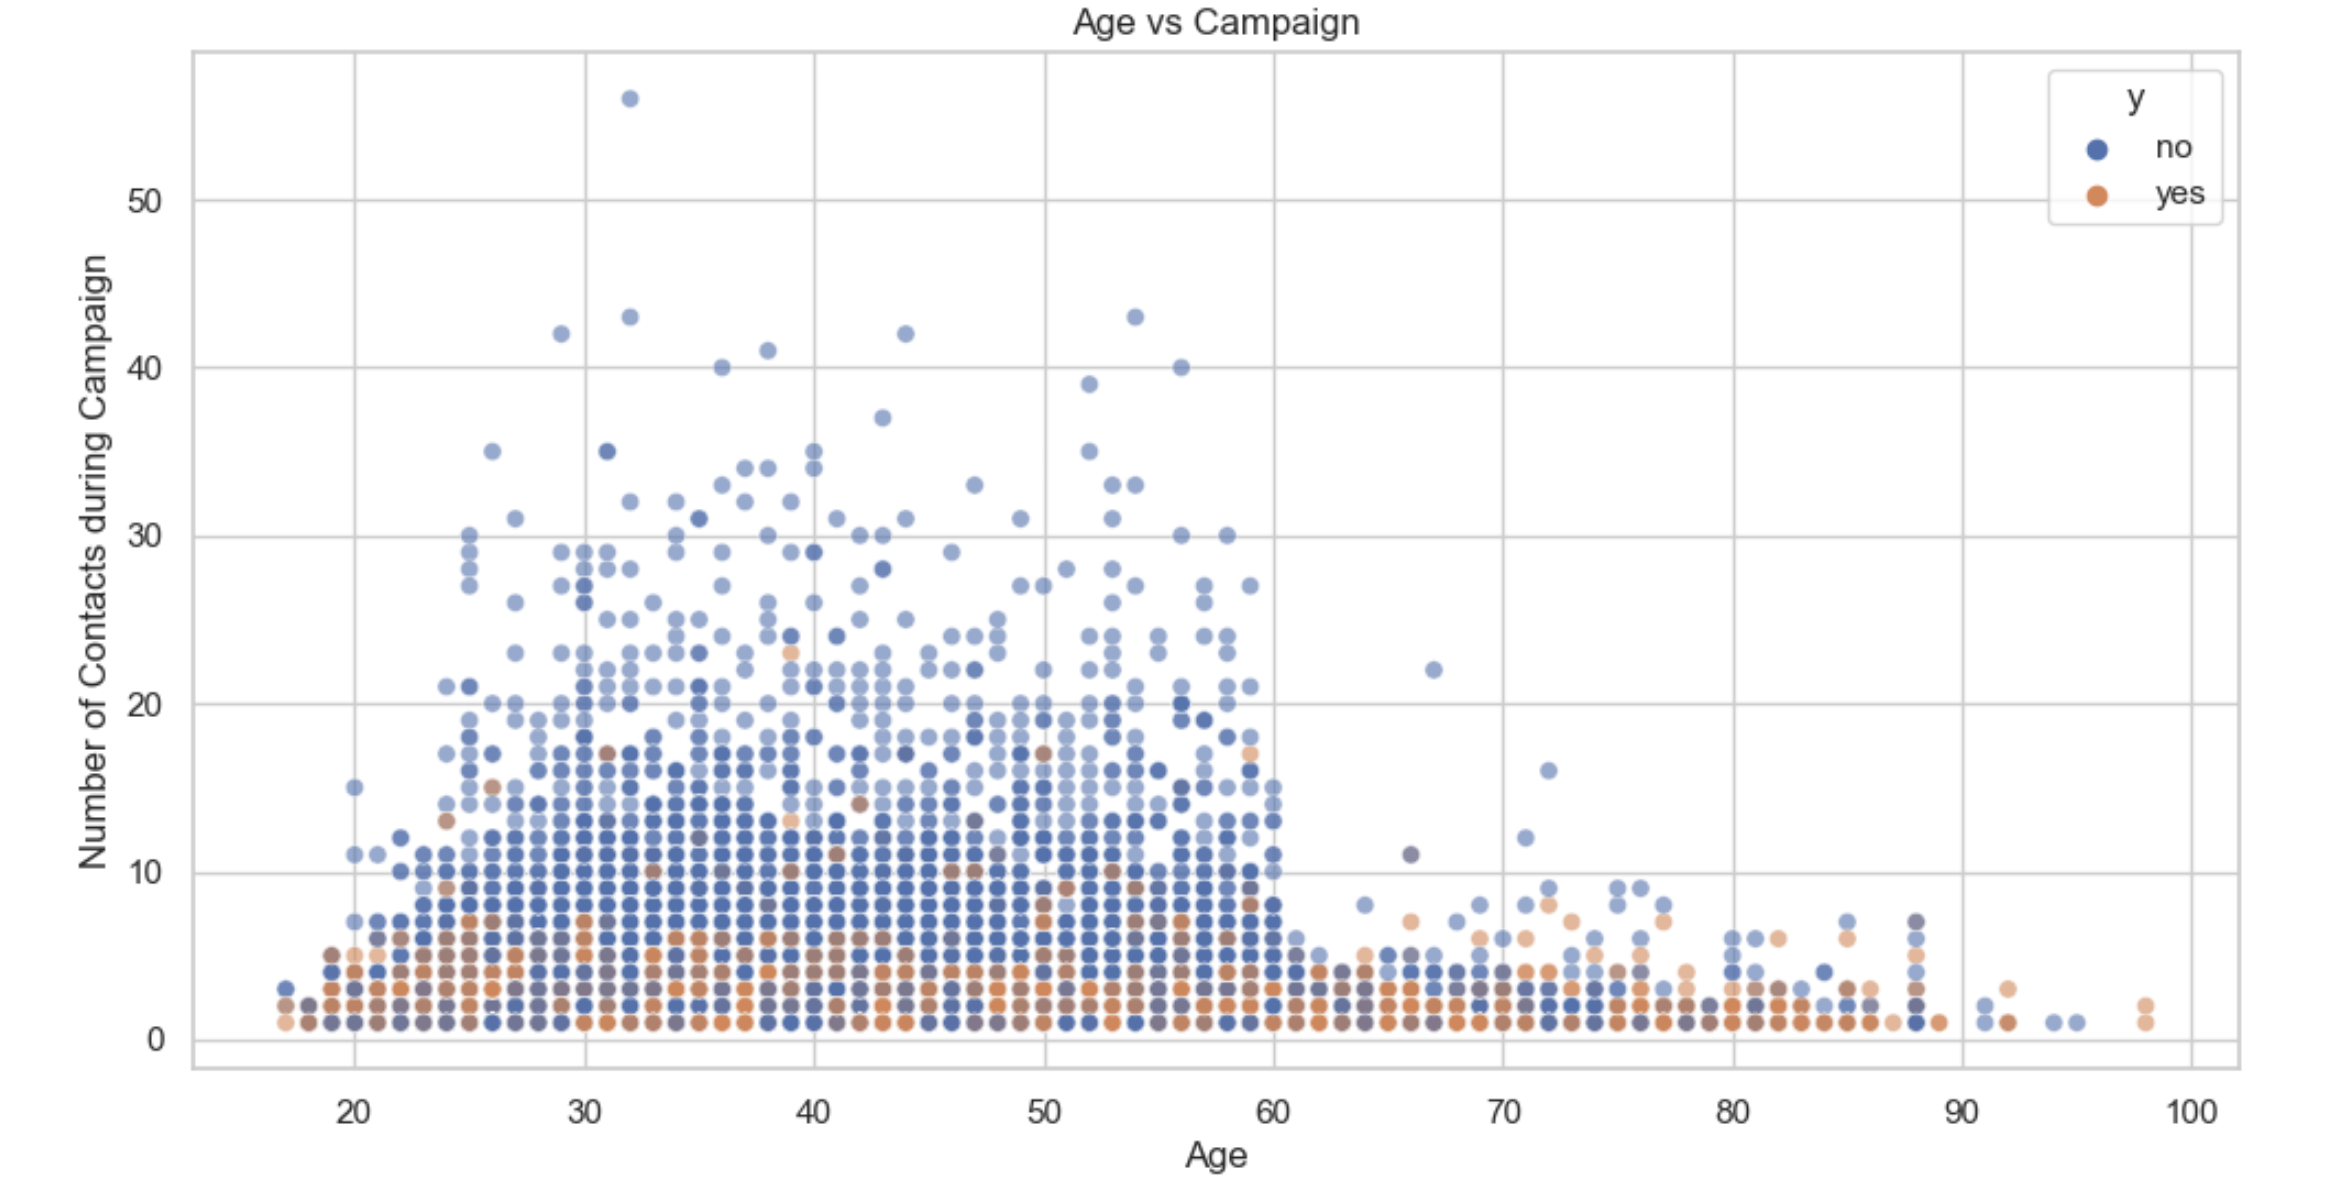 Age vs Campaign
y
no
yes
Number of Contacts during Campaign
50
40
30
20
10
0
20 30 40 50 60 70 80 90 100
Age